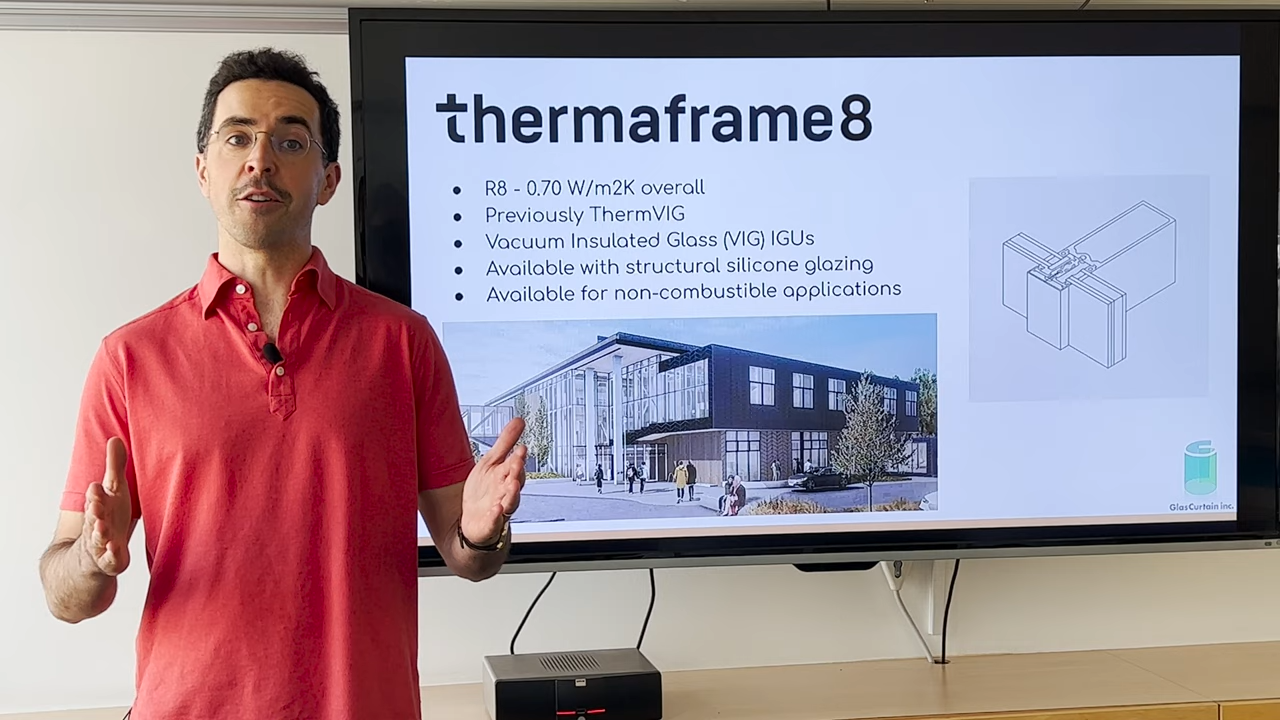 thermaframe8
R8 - 0.70 W/m2K overall
Previously ThermVIG
Vacuum Insulated Glass (VIG) IGUs
Available with structural silicone glazing
Available for non-combustible applications
GlasCurtain inc.